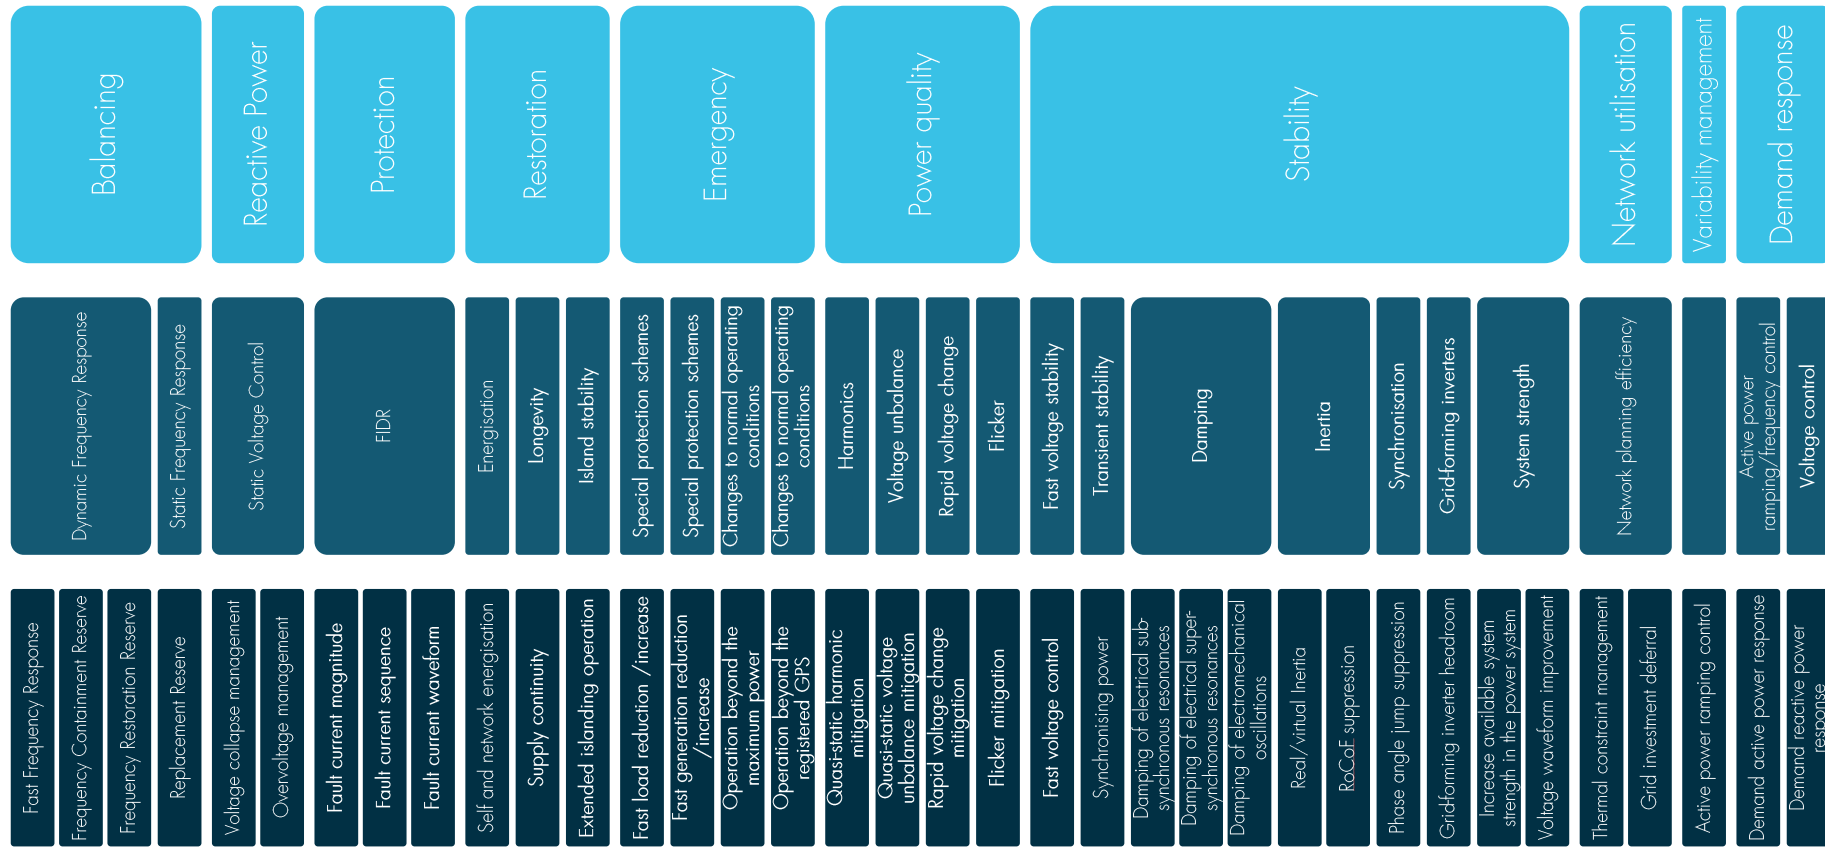 Balancing
Reactive Power
Protection
Restoration
Emergency
Power quality
Stability
Network utilisation
Variability management
Demand response
Dynamic Frequency Response
Static Frequency Response
Static Voltage Control
FIDR
Energisation
Longevity
Island stability
Special protection schemes
Special protection schemes
Changes to normal operating
conditions
Changes to normal operating
conditions
Harmonics
Voltage unbalance
Rapid voltage change
Flicker
Fast voltage stability
Transient stability
Damping
Inertia
Synchronisation
Grid-forming inverters
System strength
Network planning efficiency
Active power
ramping/frequency control
Voltage control
Fast Frequency Response
Frequency Containment Reserve
Frequency Restoration Reserve
Replacement Reserve
Voltage collapse management
Overvoltage management
Fault current magnitude
Fault current sequence
Fault current waveform
Self and network energisation
Supply continuity
Extended islanding operation
Fast load reduction /increase
Fast generation reduction
/increase
Operation beyond the
maximum power
Operation beyond the
registered GPS
Quasi-static harmonic
mitigation
Quasi-static voltage
unbalance mitigation
Rapid voltage change
mitigation
Flicker mitigation
Fast voltage control
Synchronising power
Damping of electrical sub-
synchronous resonances
Damping of electrical super-
synchronous resonances
Damping of electromechanical
oscillations
Real/virtual Inertia
RoCoF suppression
Phase angle jump suppression
Grid-forming inverter headroom
Increase available system
strength in the power system
Voltage waveform improvement
Thermal constraint management
Grid investment deferral
Active power ramping control
Demand active power response
Demand reactive power
response